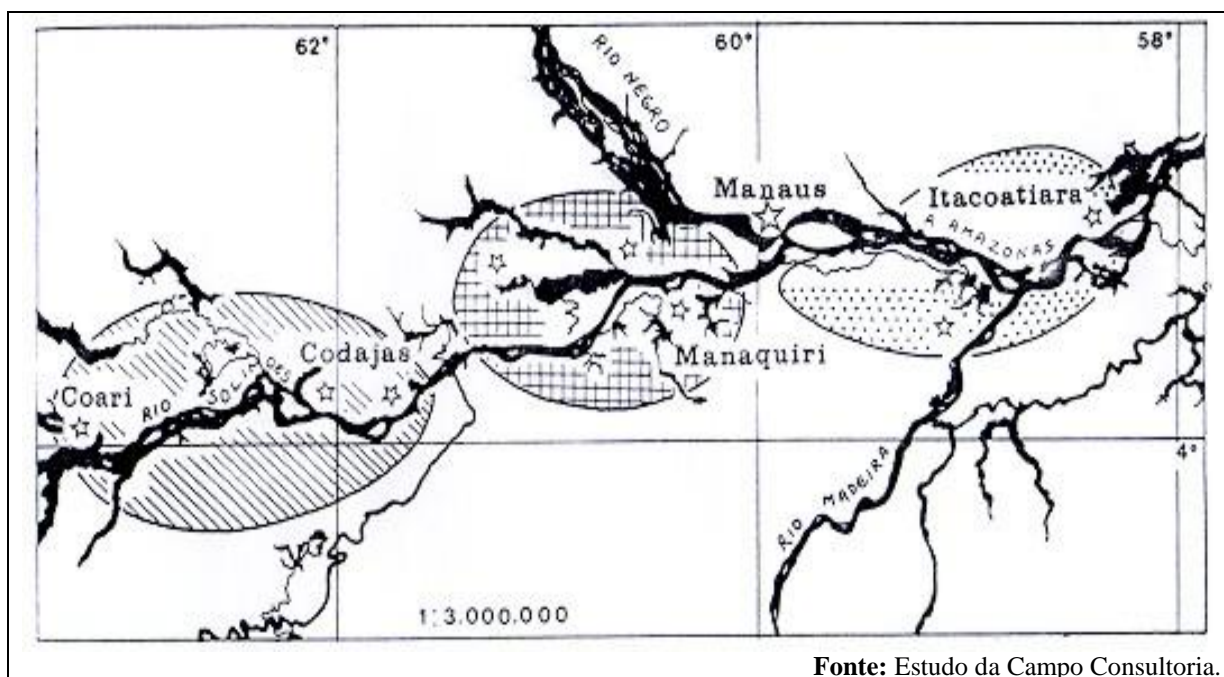 62°
60°
58°
RIO NEGRO
Manaus
Itacoatiara
A AMAZONAS
Codajas
Manaquiri
Coari
RIO SOLIMOES
4°
RIO MADEIRA
1:3.000.000
Fonte: Estudo da Campo Consultoria.